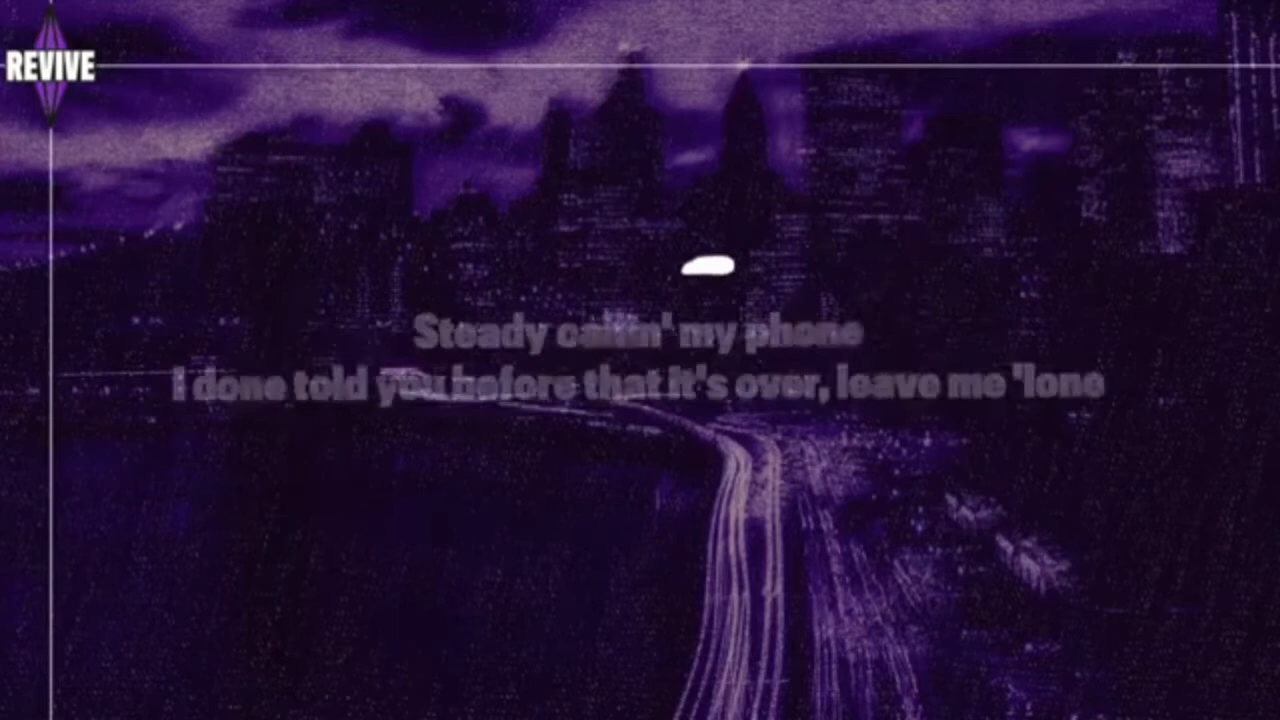 REVIVE
Steady callin' my phone
I done told you before that it's over, leave me 'lone